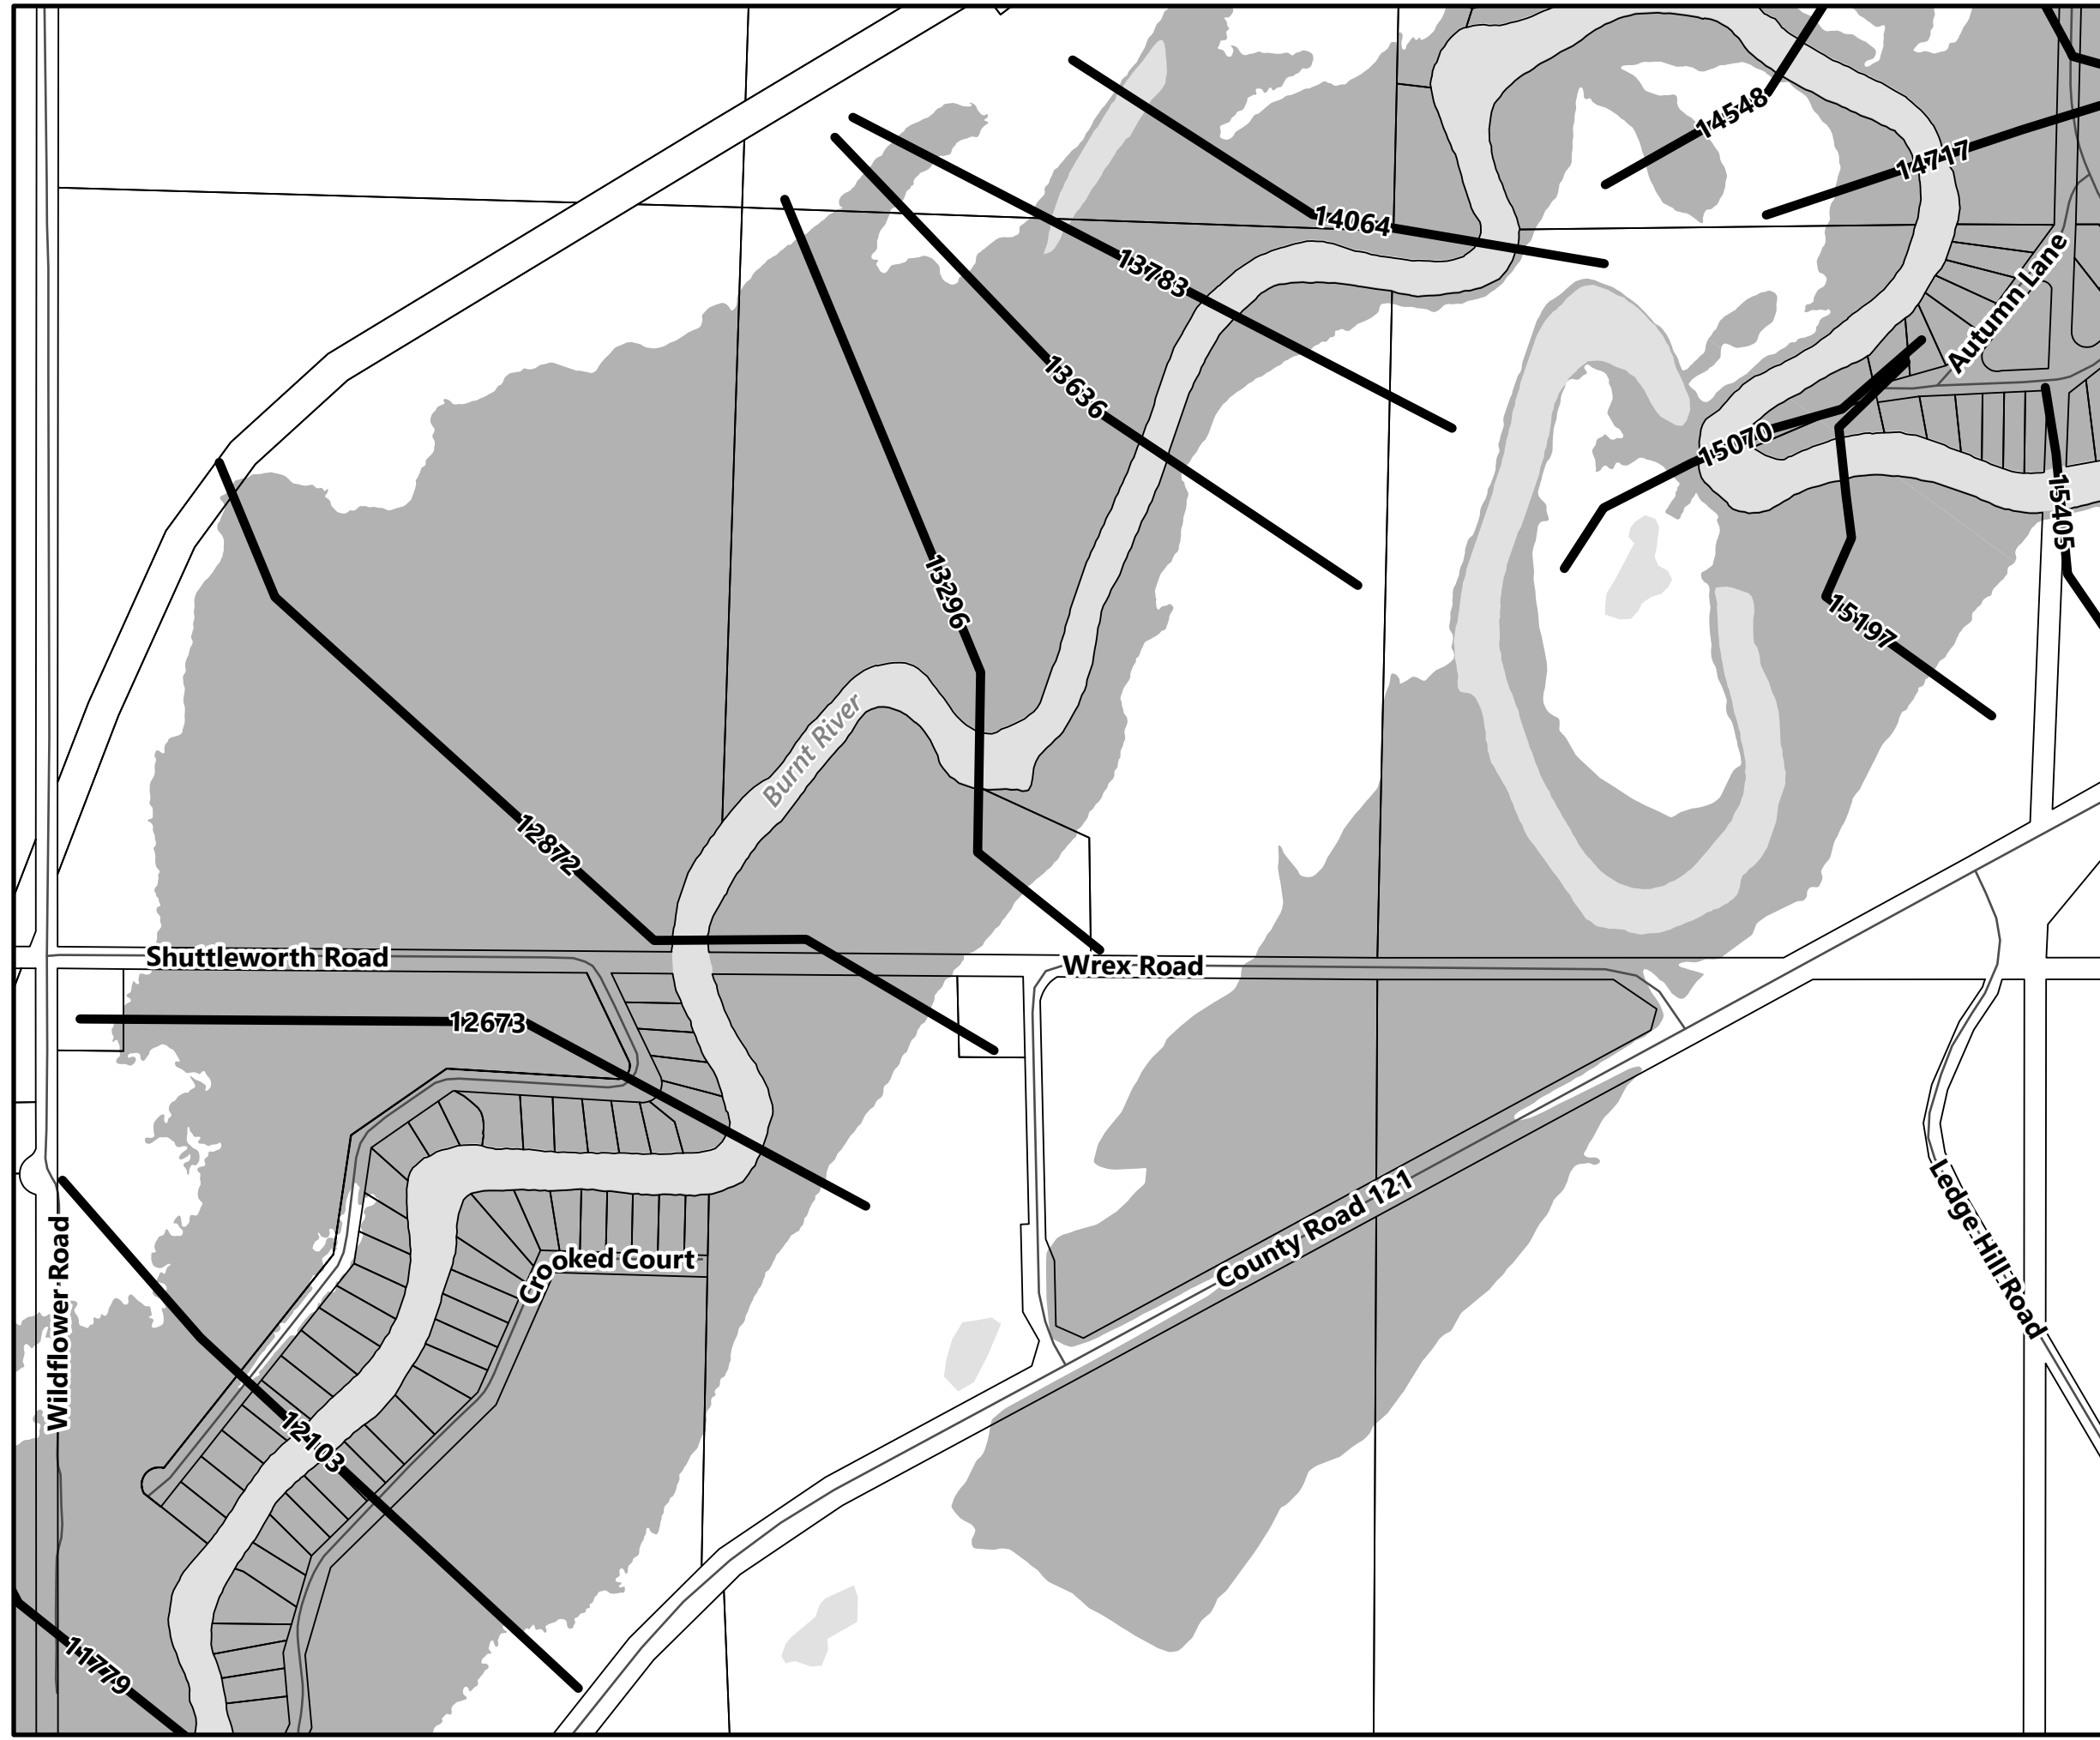 14548
14717
14064
13783
Autumn Lane
13636
15070
15405
13296
15197
Burnt River
12872
Shuttleworth Road
Wrex Road
12673
County Road 121
Ledge Hill Road
Crooked Court
Wildflower Road
12103
11779